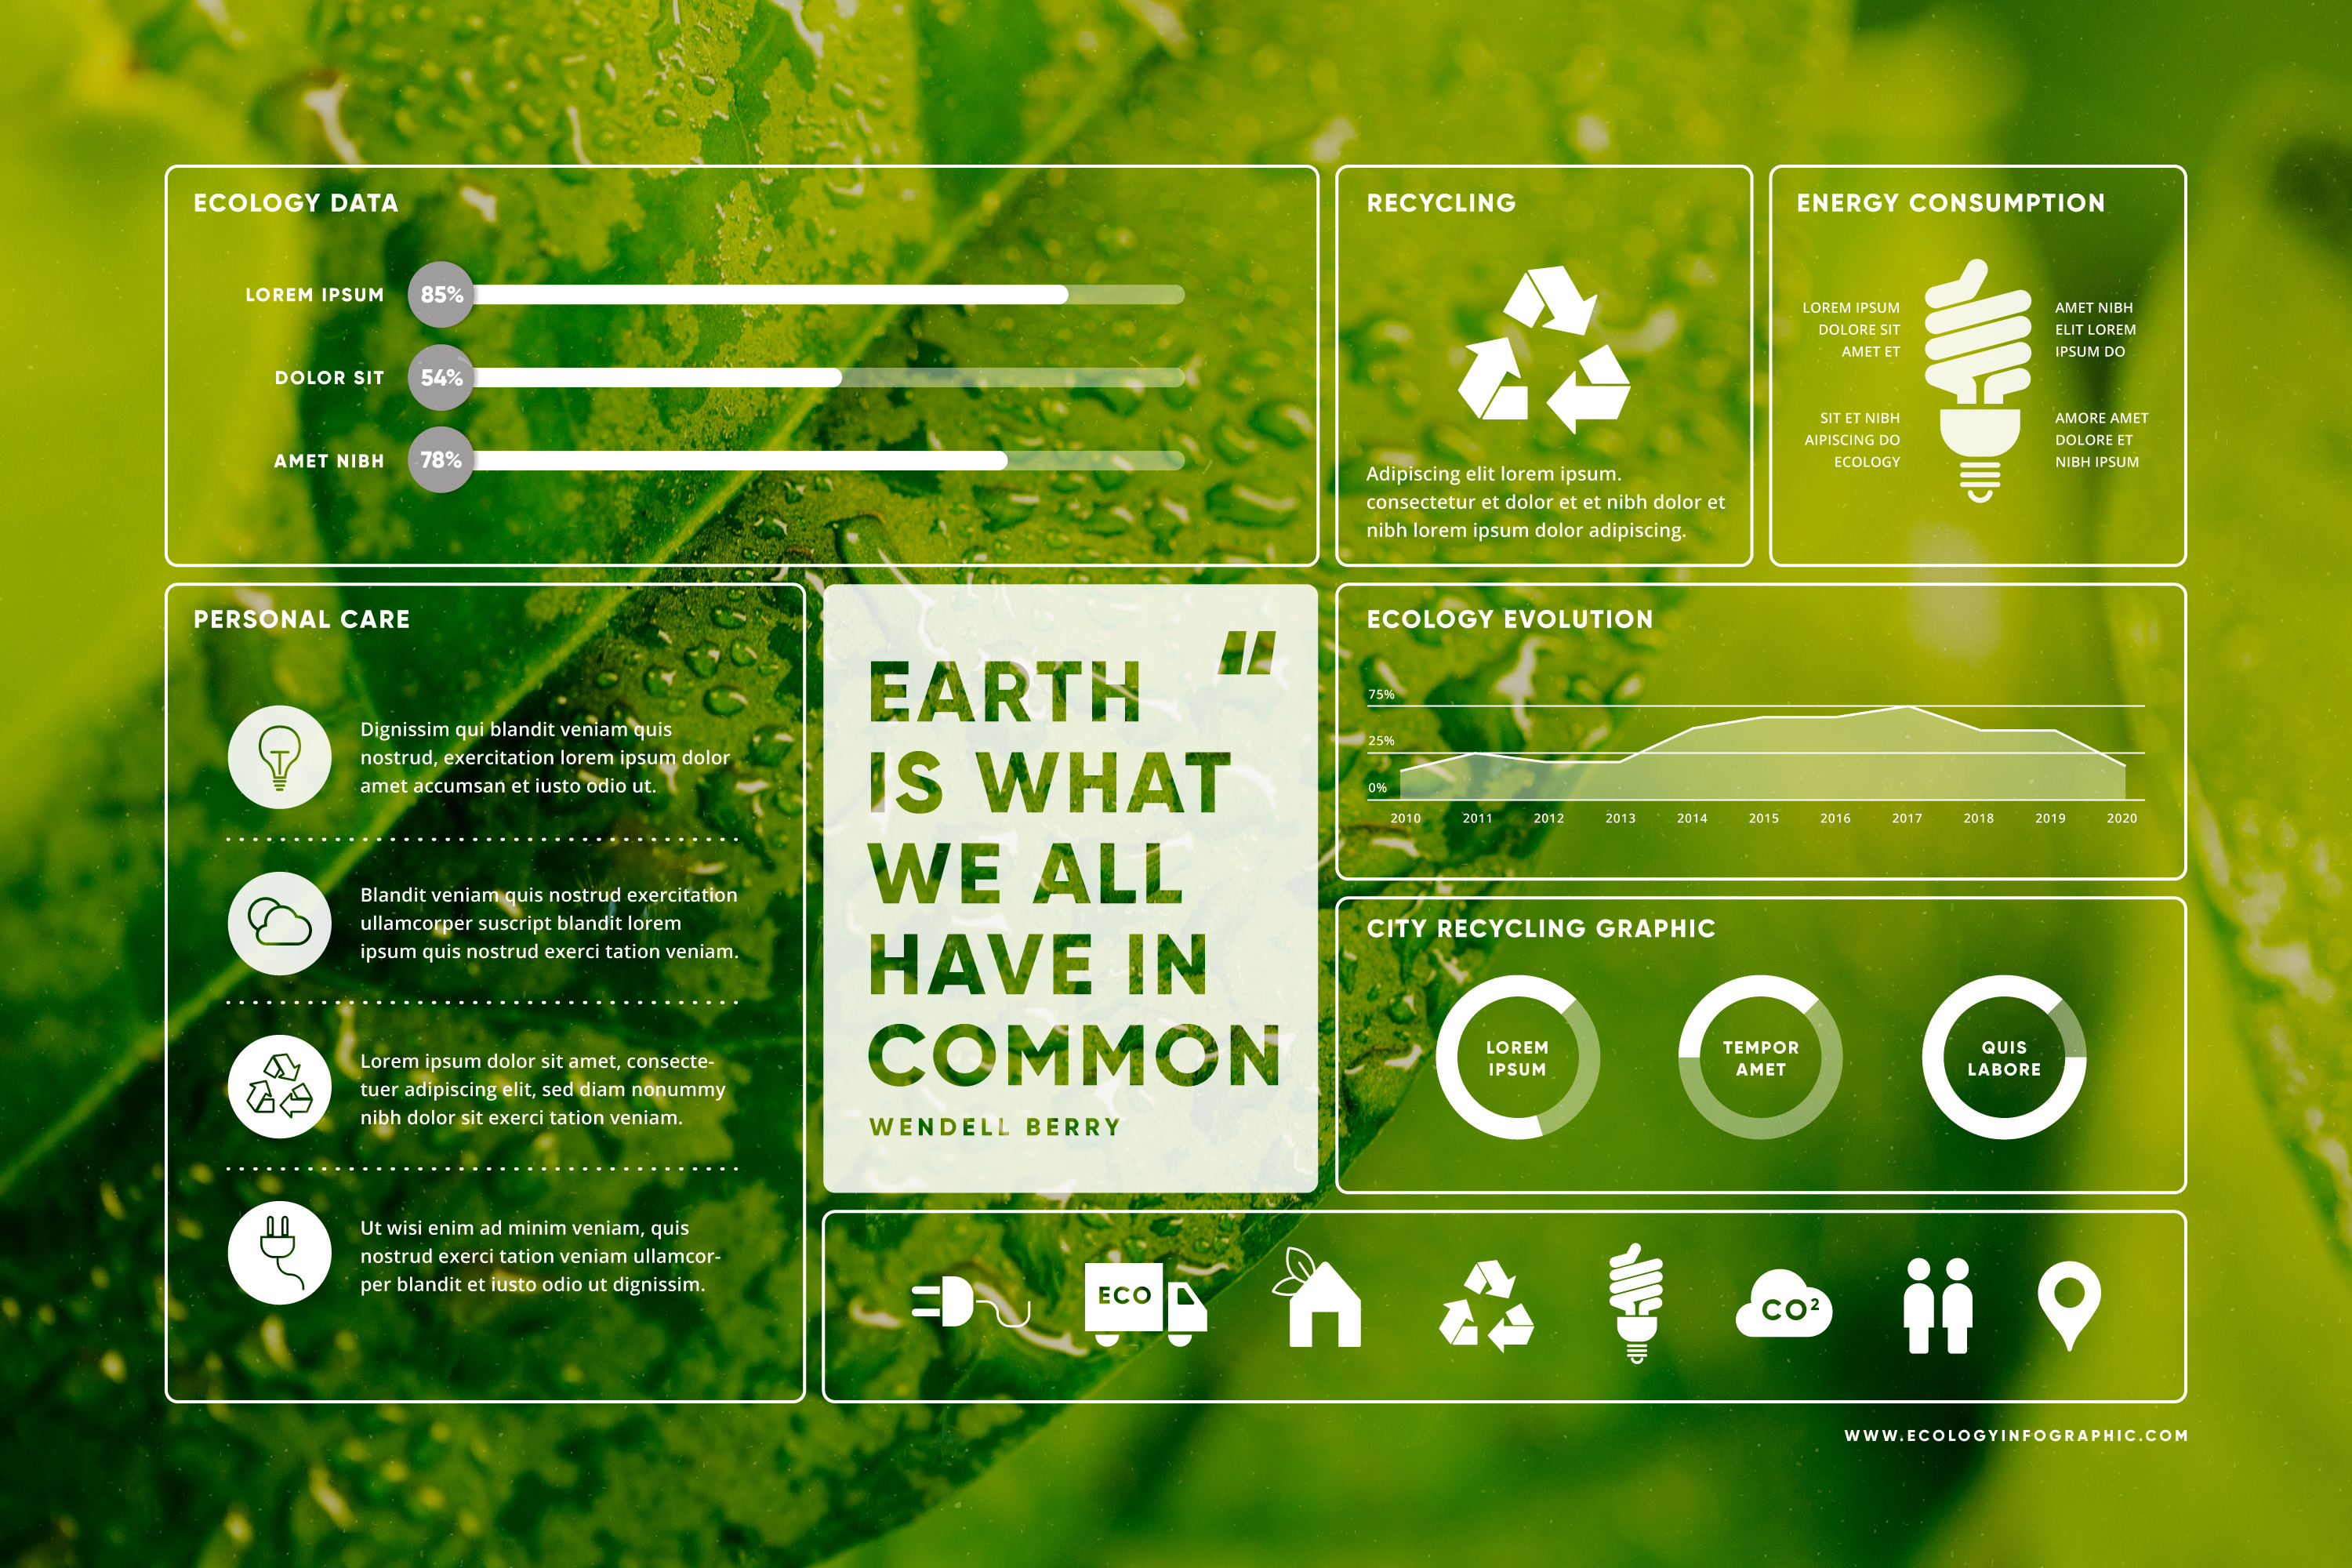 ECOLOGY DATA
LOREM IPSUM 85%
DOLOR SIT 54%
AMET NIBH 78%
RECYCLING
Adipiscing elit lorem ipsum.
consectetur et dolor et et nibh dolor et
nibh lorem ipsum dolor adipiscing.
ENERGY CONSUMPTION
LOREM IPSUM
DOLORE SIT
AMET ET
SIT ET NIBH
AIPISCING DO
ECOLOGY
AMET NIBH
ELIT LOREM
IPSUM DO
AMORE AMET
DOLORE ET
NIBH IPSUM
PERSONAL CARE
Dignissim qui blandit veniam quis
nostrud, exercitation lorem ipsum dolor
amet accumsan et iusto odio ut.
Blandit veniam quis nostrud exercitation
ullamcorper suscript blandit lorem
ipsum quis nostrud exerci tation veniam.
Lorem ipsum dolor sit amet, consecte-
tuer adipiscing elit, sed diam nonummy
nibh dolor sit exerci tation veniam.
Ut wisi enim ad minim veniam, quis
nostrud exerci tation veniam ullamcor-
per blandit et iusto odio ut dignissim.
"
EARTH
IS WHAT
WE ALL
HAVE IN
COMMON
WENDELL BERRY
ECOLOGY EVOLUTION
75%
25%
0%
2010 2011 2012 2013 2014 2015 2016 2017 2018 2019 2020
CITY RECYCLING GRAPHIC
LOREM
IPSUM
TEMPOR
AMET
QUIS
LABORE
ECO
CO²
WWW.ECOLOGYINFOGRAPHIC.COM